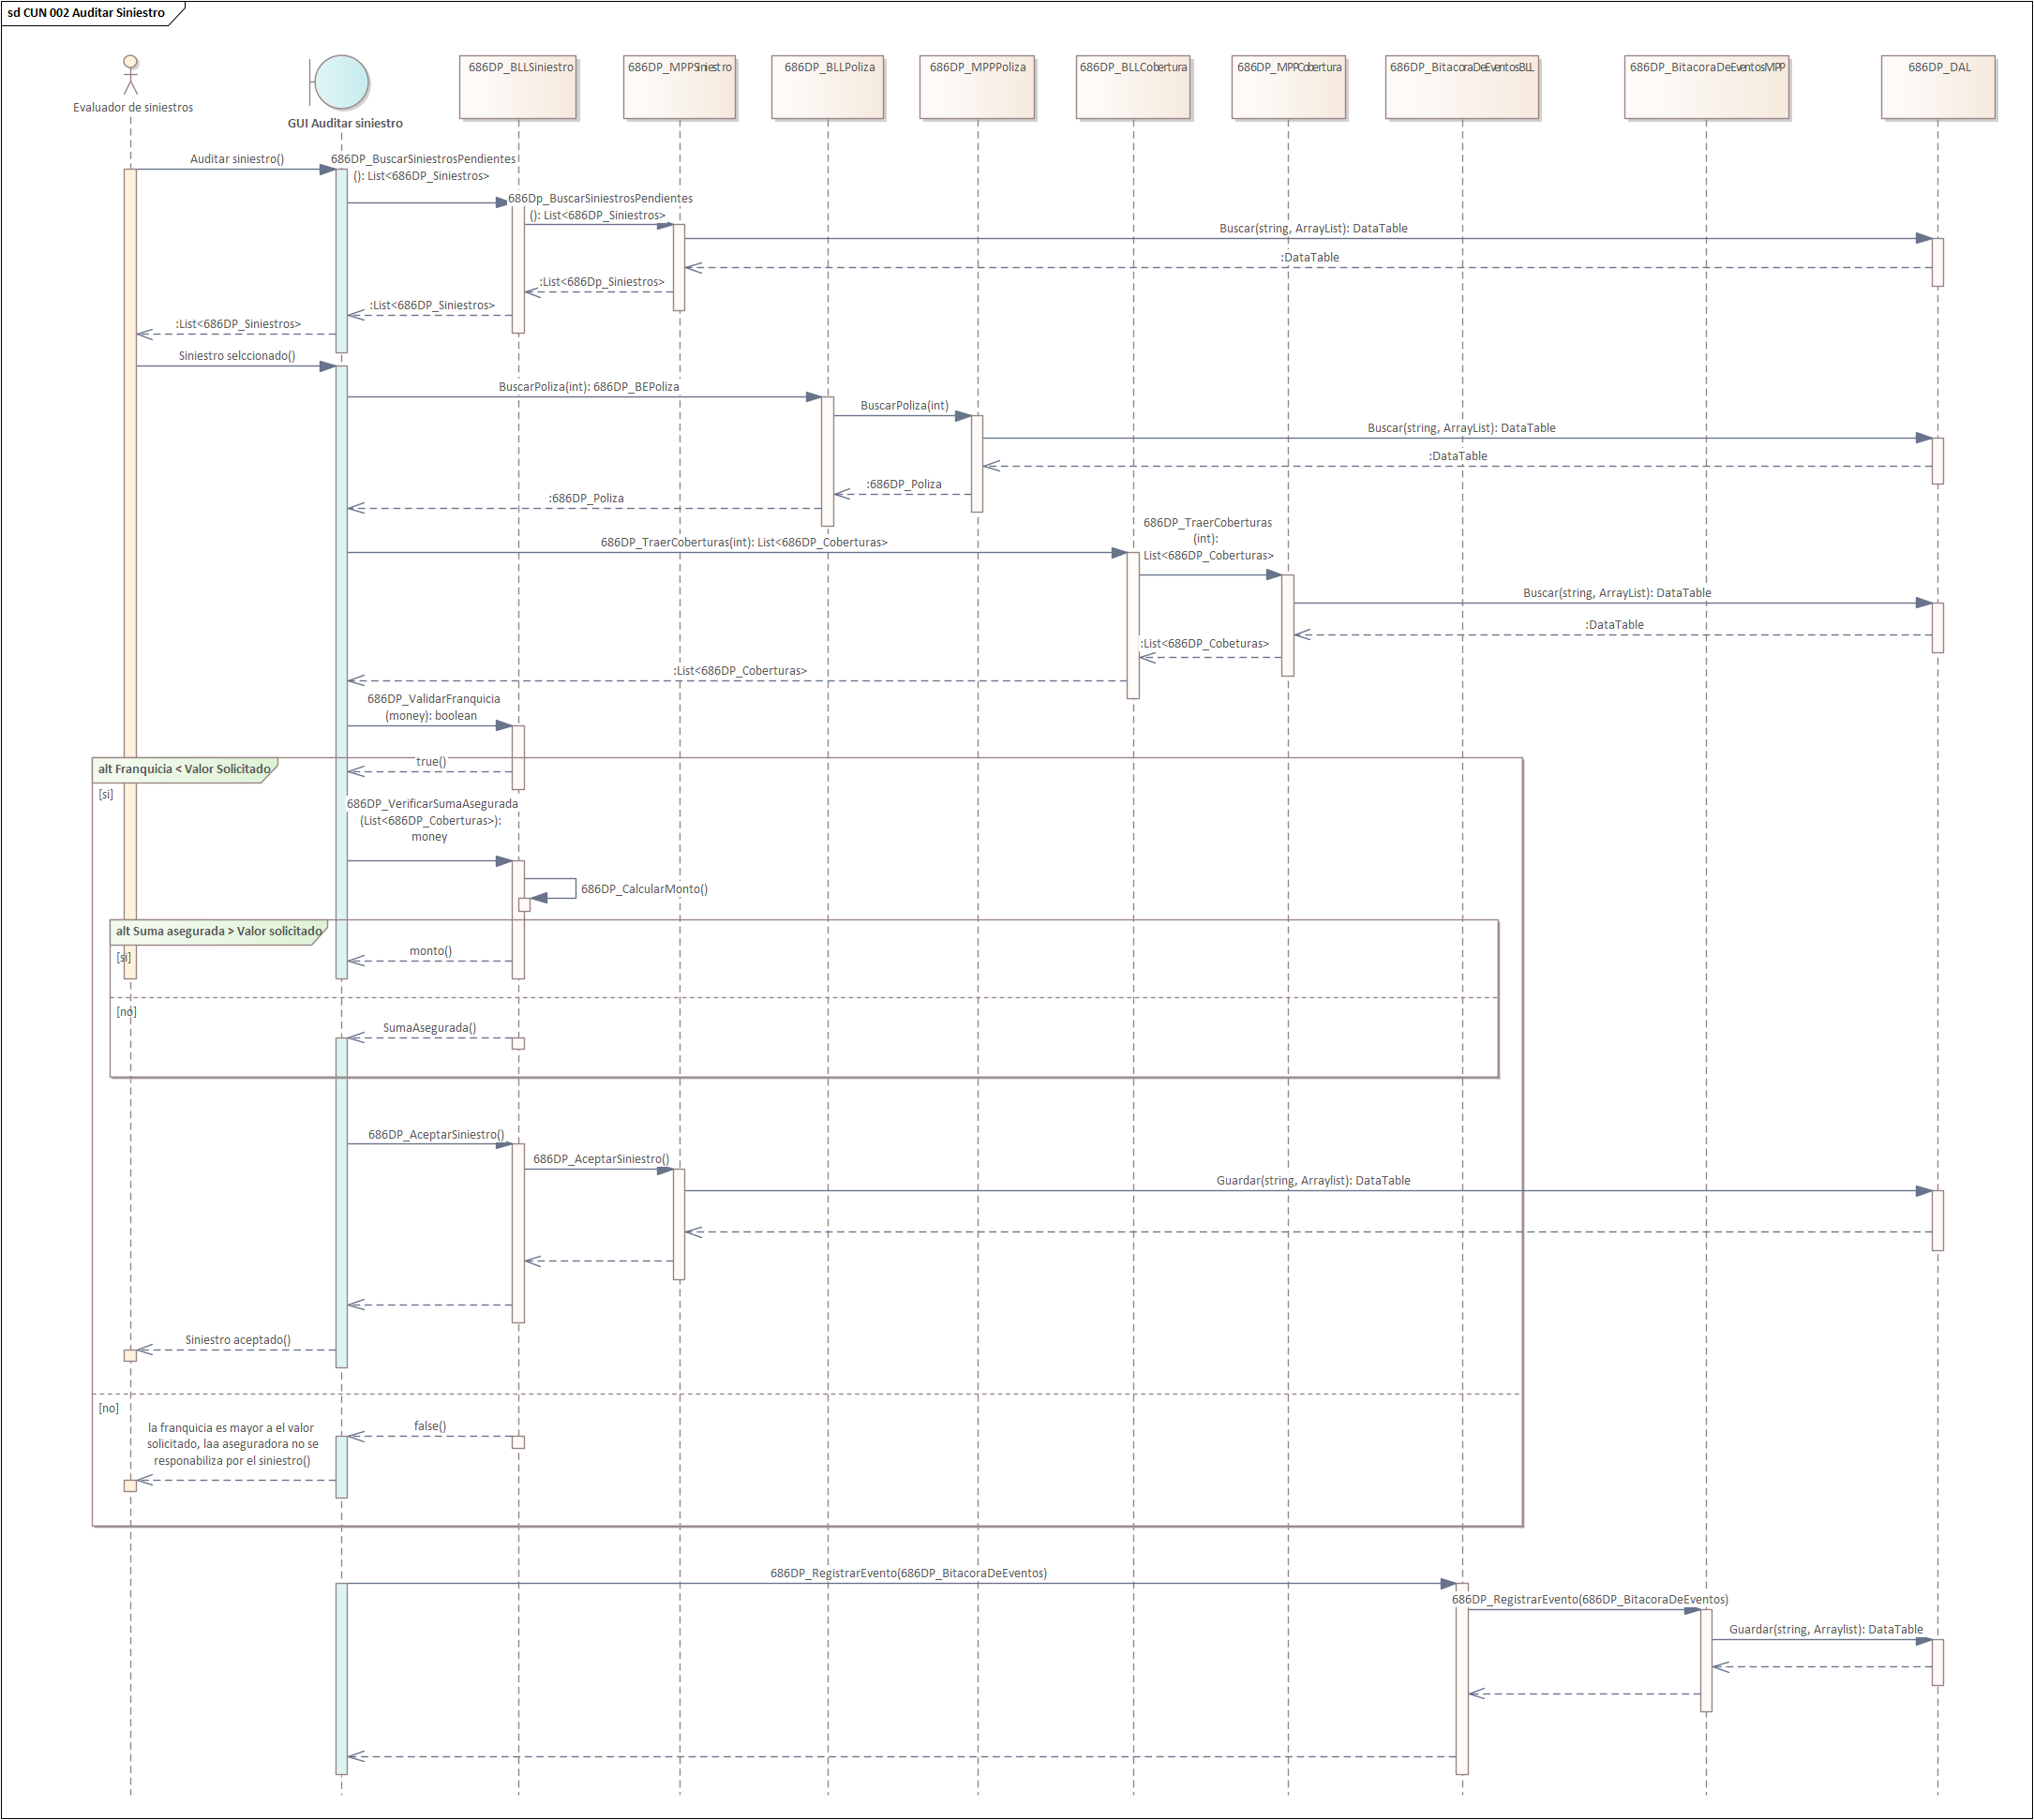 sd CUN 002 Auditar Siniestro
Evaluador de siniestros
GUI Auditar siniestro
686DP_BLLSiniestro
686DP_MPPSiniestro
686DP_BLLPoliza
686DP_MPPPoliza
686DP_BLLCobertura
686DP_MPPCobertura
686DP_BitacoraDeEventosBLL
686DP_BitacoraDeEventosMPP
686DP_DAL
Auditar siniestro()
686DP_BuscarSiniestrosPendientes
(): List<686DP_Siniestros>
686Dp_BuscarSiniestrosPendientes
(): List<686DP_Siniestros>
Buscar(string, ArrayList): DataTable
:DataTable
:List<686Dp_Siniestros>
:List<686DP_Siniestros>
:List<686DP_Siniestros>
Siniestro selccionado()
BuscarPoliza(int): 686DP_BEPoliza
BuscarPoliza(int)
Buscar(string, ArrayList): DataTable
:DataTable
:686DP_Poliza
:686DP_Poliza
686DP_TraerCoberturas(int): List<686DP_Coberturas>
686DP_TraerCoberturas
(int):
List<686DP_Coberturas>
Buscar(string, ArrayList): DataTable
:DataTable
:List<686DP_Cobeturas>
:List<686DP_Coberturas>
686DP_ValidarFranquicia
(money): boolean
alt Franquicia < Valor Solicitado
[si]
true()
686DP_VerificarSumaAsegurada
(List<686DP_Coberturas>):
money
686DP_CalcularMonto()
alt Suma asegurada > Valor solicitado
[si]
monto()
[no]
SumaAsegurada()
686DP_AceptarSiniestro()
686DP_AceptarSiniestro()
Guardar(string, Arraylist): DataTable
Siniestro aceptado()
[no]
false()
la franquicia es mayor a el valor
solicitado, laa aseguradora no se
responabiliza por el siniestro()
686DP_RegistrarEvento(686DP_BitacoraDeEventos)
686DP_RegistrarEvento(686DP_BitacoraDeEventos)
Guardar(string, Arraylist): DataTable